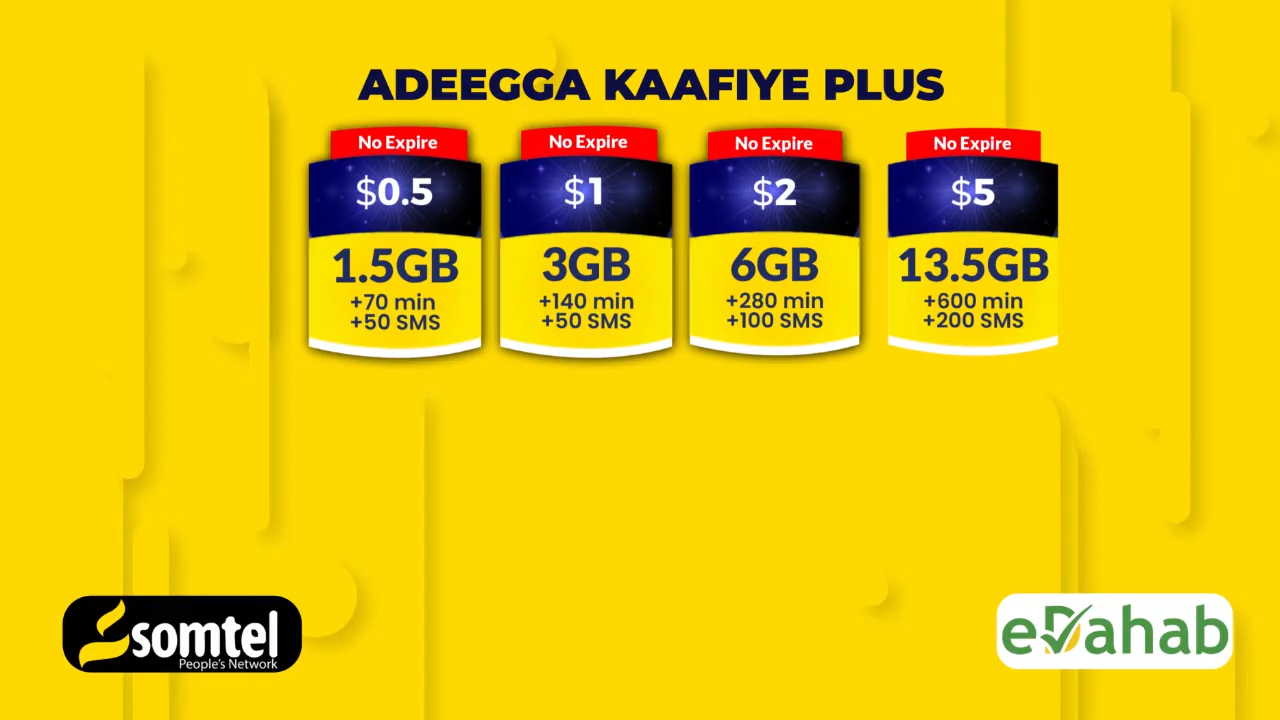 ADEEGGA KAAFIYE PLUS
No Expire
$0.5
1.5GB
+70 min
+50 SMS
No Expire
$1
3GB
+140 min
+50 SMS
No Expire
$2
6GB
+280 min
+100 SMS
No Expire
$5
13.5GB
+600 min
+200 SMS
somtel
People's Network
eDahab